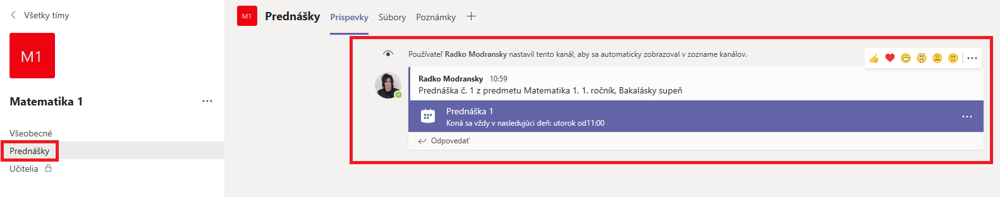 Všetky tímy
M1
Matematika 1
Všeobecné
Prednášky
Učitelia
M1
Prednášky
Príspevky
Súbory
Poznámky
Používateľ Radko Modransky nastavil tento kanál, aby sa automaticky zobrazoval v zozname kanálov.
Radko Modransky 10:59
Prednáška č. 1 z predmetu Matematika 1, 1. ročník, Bakalásky supeň
Prednáška 1
Koná sa vždy v nasledujúci deň: utorok od11:00
Odpovedať